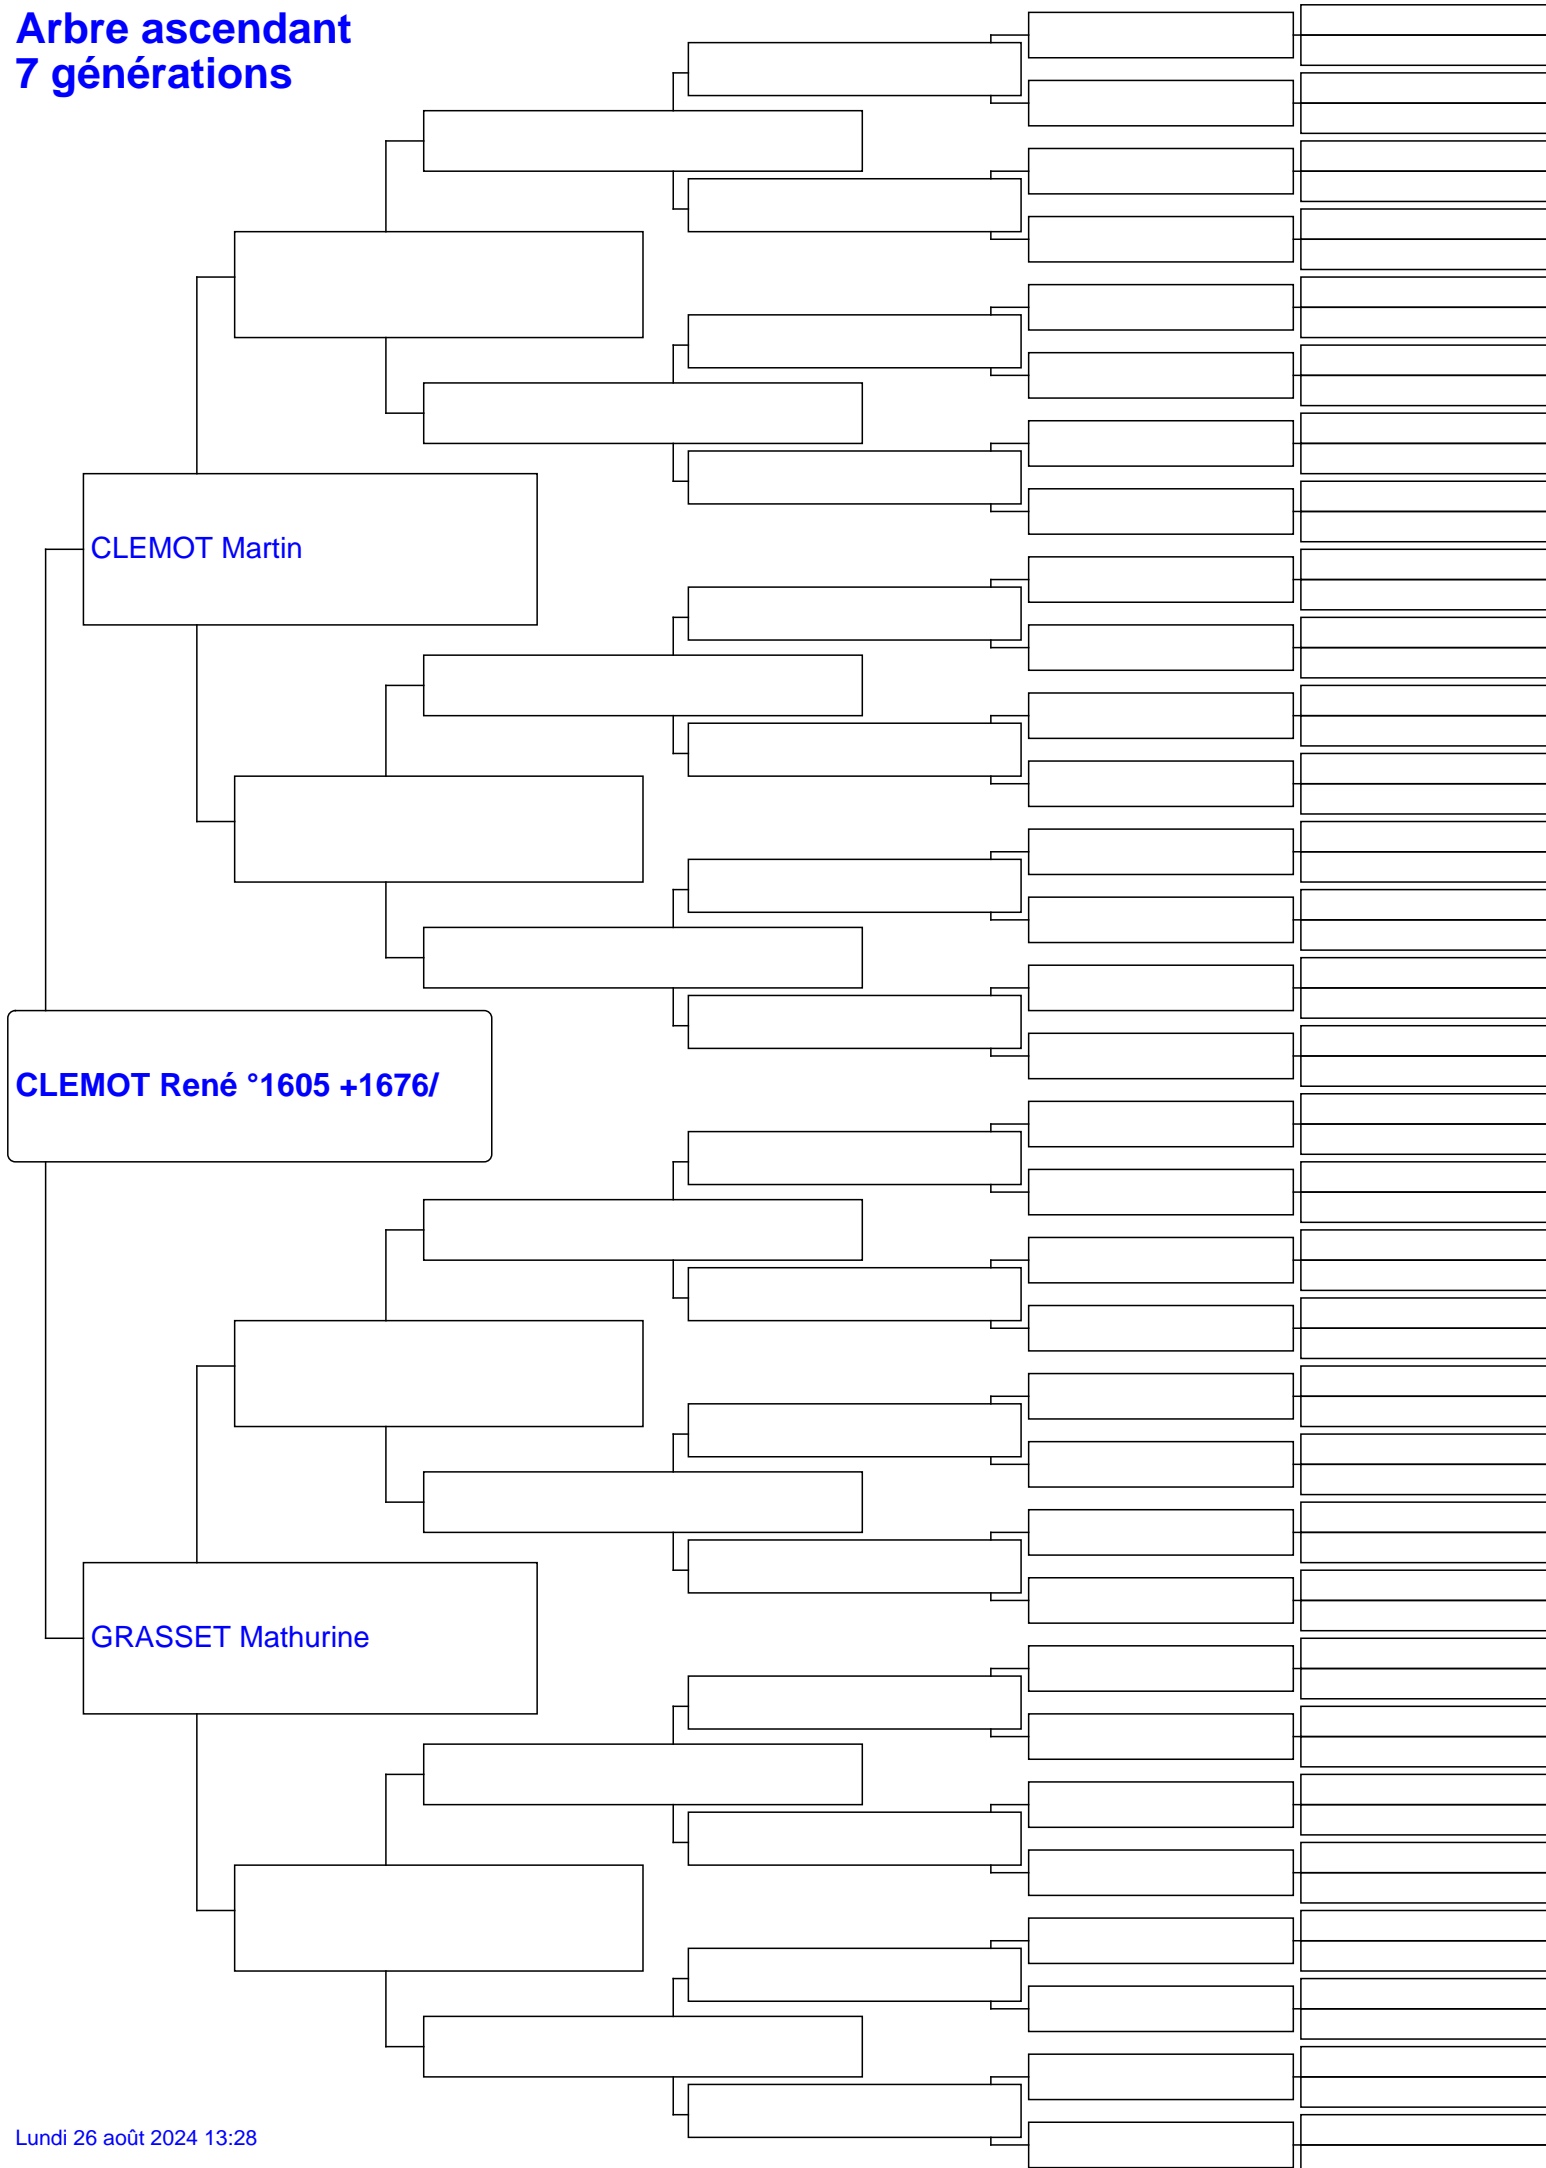 Arbre ascendant
7 générations
CLEMOT Martin
CLEMOT René °1605 +1676/
GRASSET Mathurine
Lundi 26 août 2024 13:28